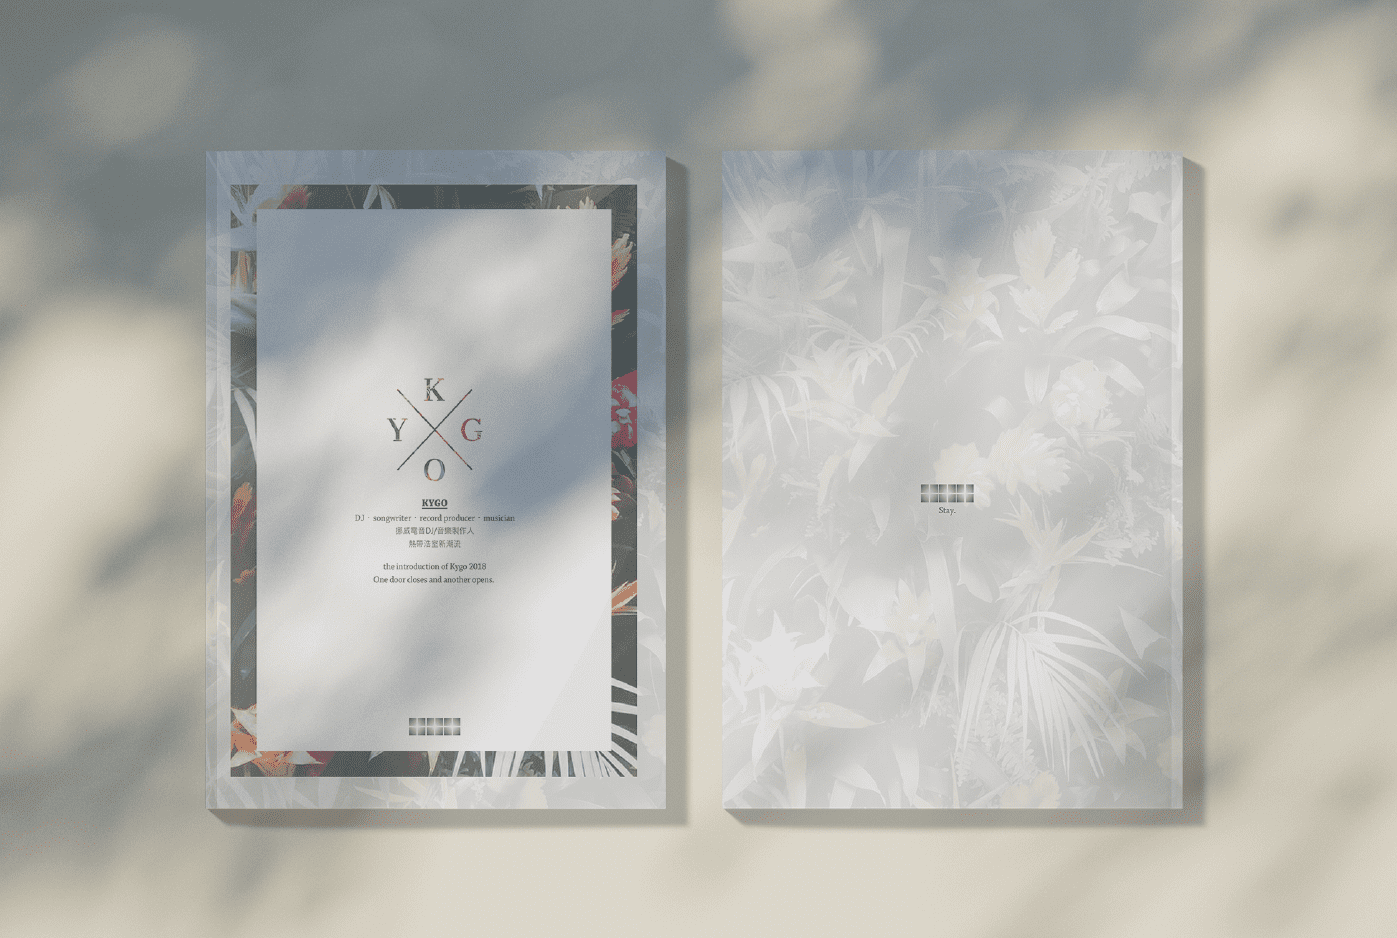 K
Y G
O
KYGO
DJ · songwriter · record producer · musician
挪威電音DJ/音樂製作人
熱帶浩室新潮流
the introduction of Kygo 2018
One door closes and another opens.
Stay.